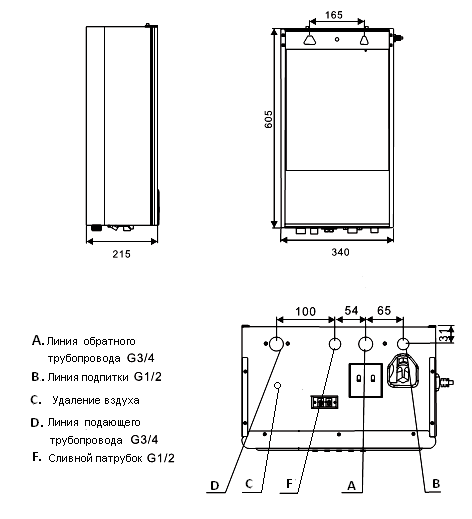 165
605
215
340
100 54 65
31
A. Линия обратного
трубопровода G3/4
B. Линия подпитки G1/2
C. Удаление вздуха
D. Линия подающего
трубопровода G3/4
F. Сливной патрубок G1/2
D C F A B